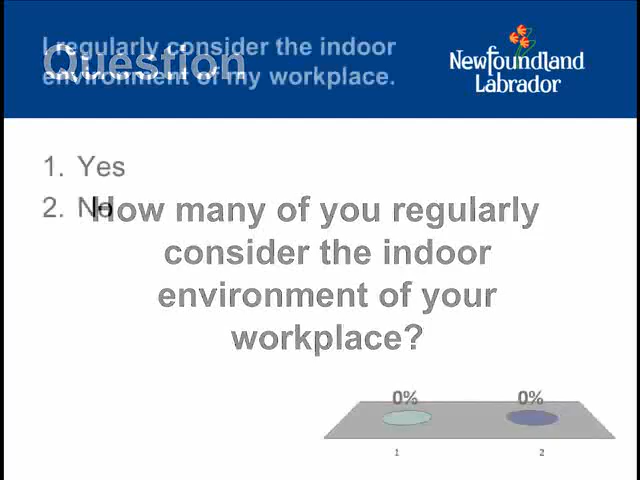 I regularly consider the indoor
environment of my workplace.
Question
Newfoundland
Labrador
1. Yes
2. No
How many of you regularly
consider the indoor
environment of your
workplace?
0% 0%
1 2